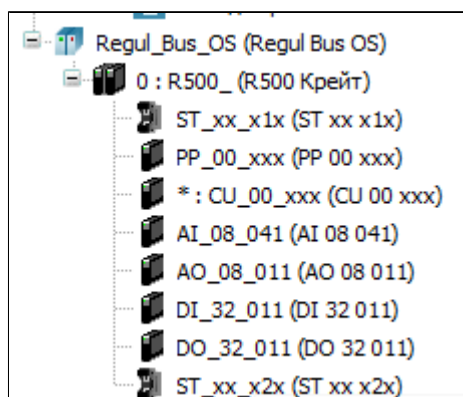 Regul_Bus_OS (Regul Bus OS)
0 : R500_ (R500 Крейт)
ST_xx_x1x (ST xx x1x)
PP_00_xxx (PP 00 xxx)
* : CU_00_xxx (CU 00 xxx)
AI_08_041 (AI 08 041)
AO_08_011 (AO 08 011)
DI_32_011 (DI 32 011)
DO_32_011 (DO 32 011)
ST_xx_x2x (ST xx x2x)